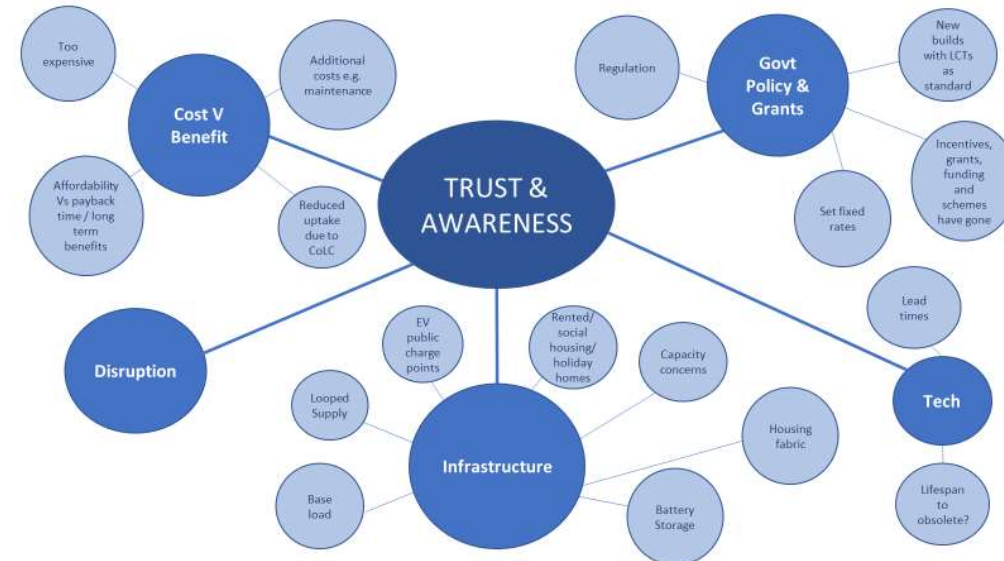 Too
expensive
Additional
costs e.g.
maintenance
Cost V
Benefit
Affordability
Vs payback
time / long
term
benefits
Reduced
uptake
due to
CoLC
TRUST &
AWARENESS
Regulation
Govt
Policy &
Grants
New
builds
with LCTs
as
standard
Incentives,
grants,
funding
and
schemes
have gone
Set fixed
rates
Disruption
EV
public
charge
points
Rented/
social
housing/
holiday
homes
Capacity
concerns
Looped
Supply
Infrastructure
Housing
fabric
Base
load
Battery
Storage
Lead
times
Tech
Lifespan
to
obsolete?